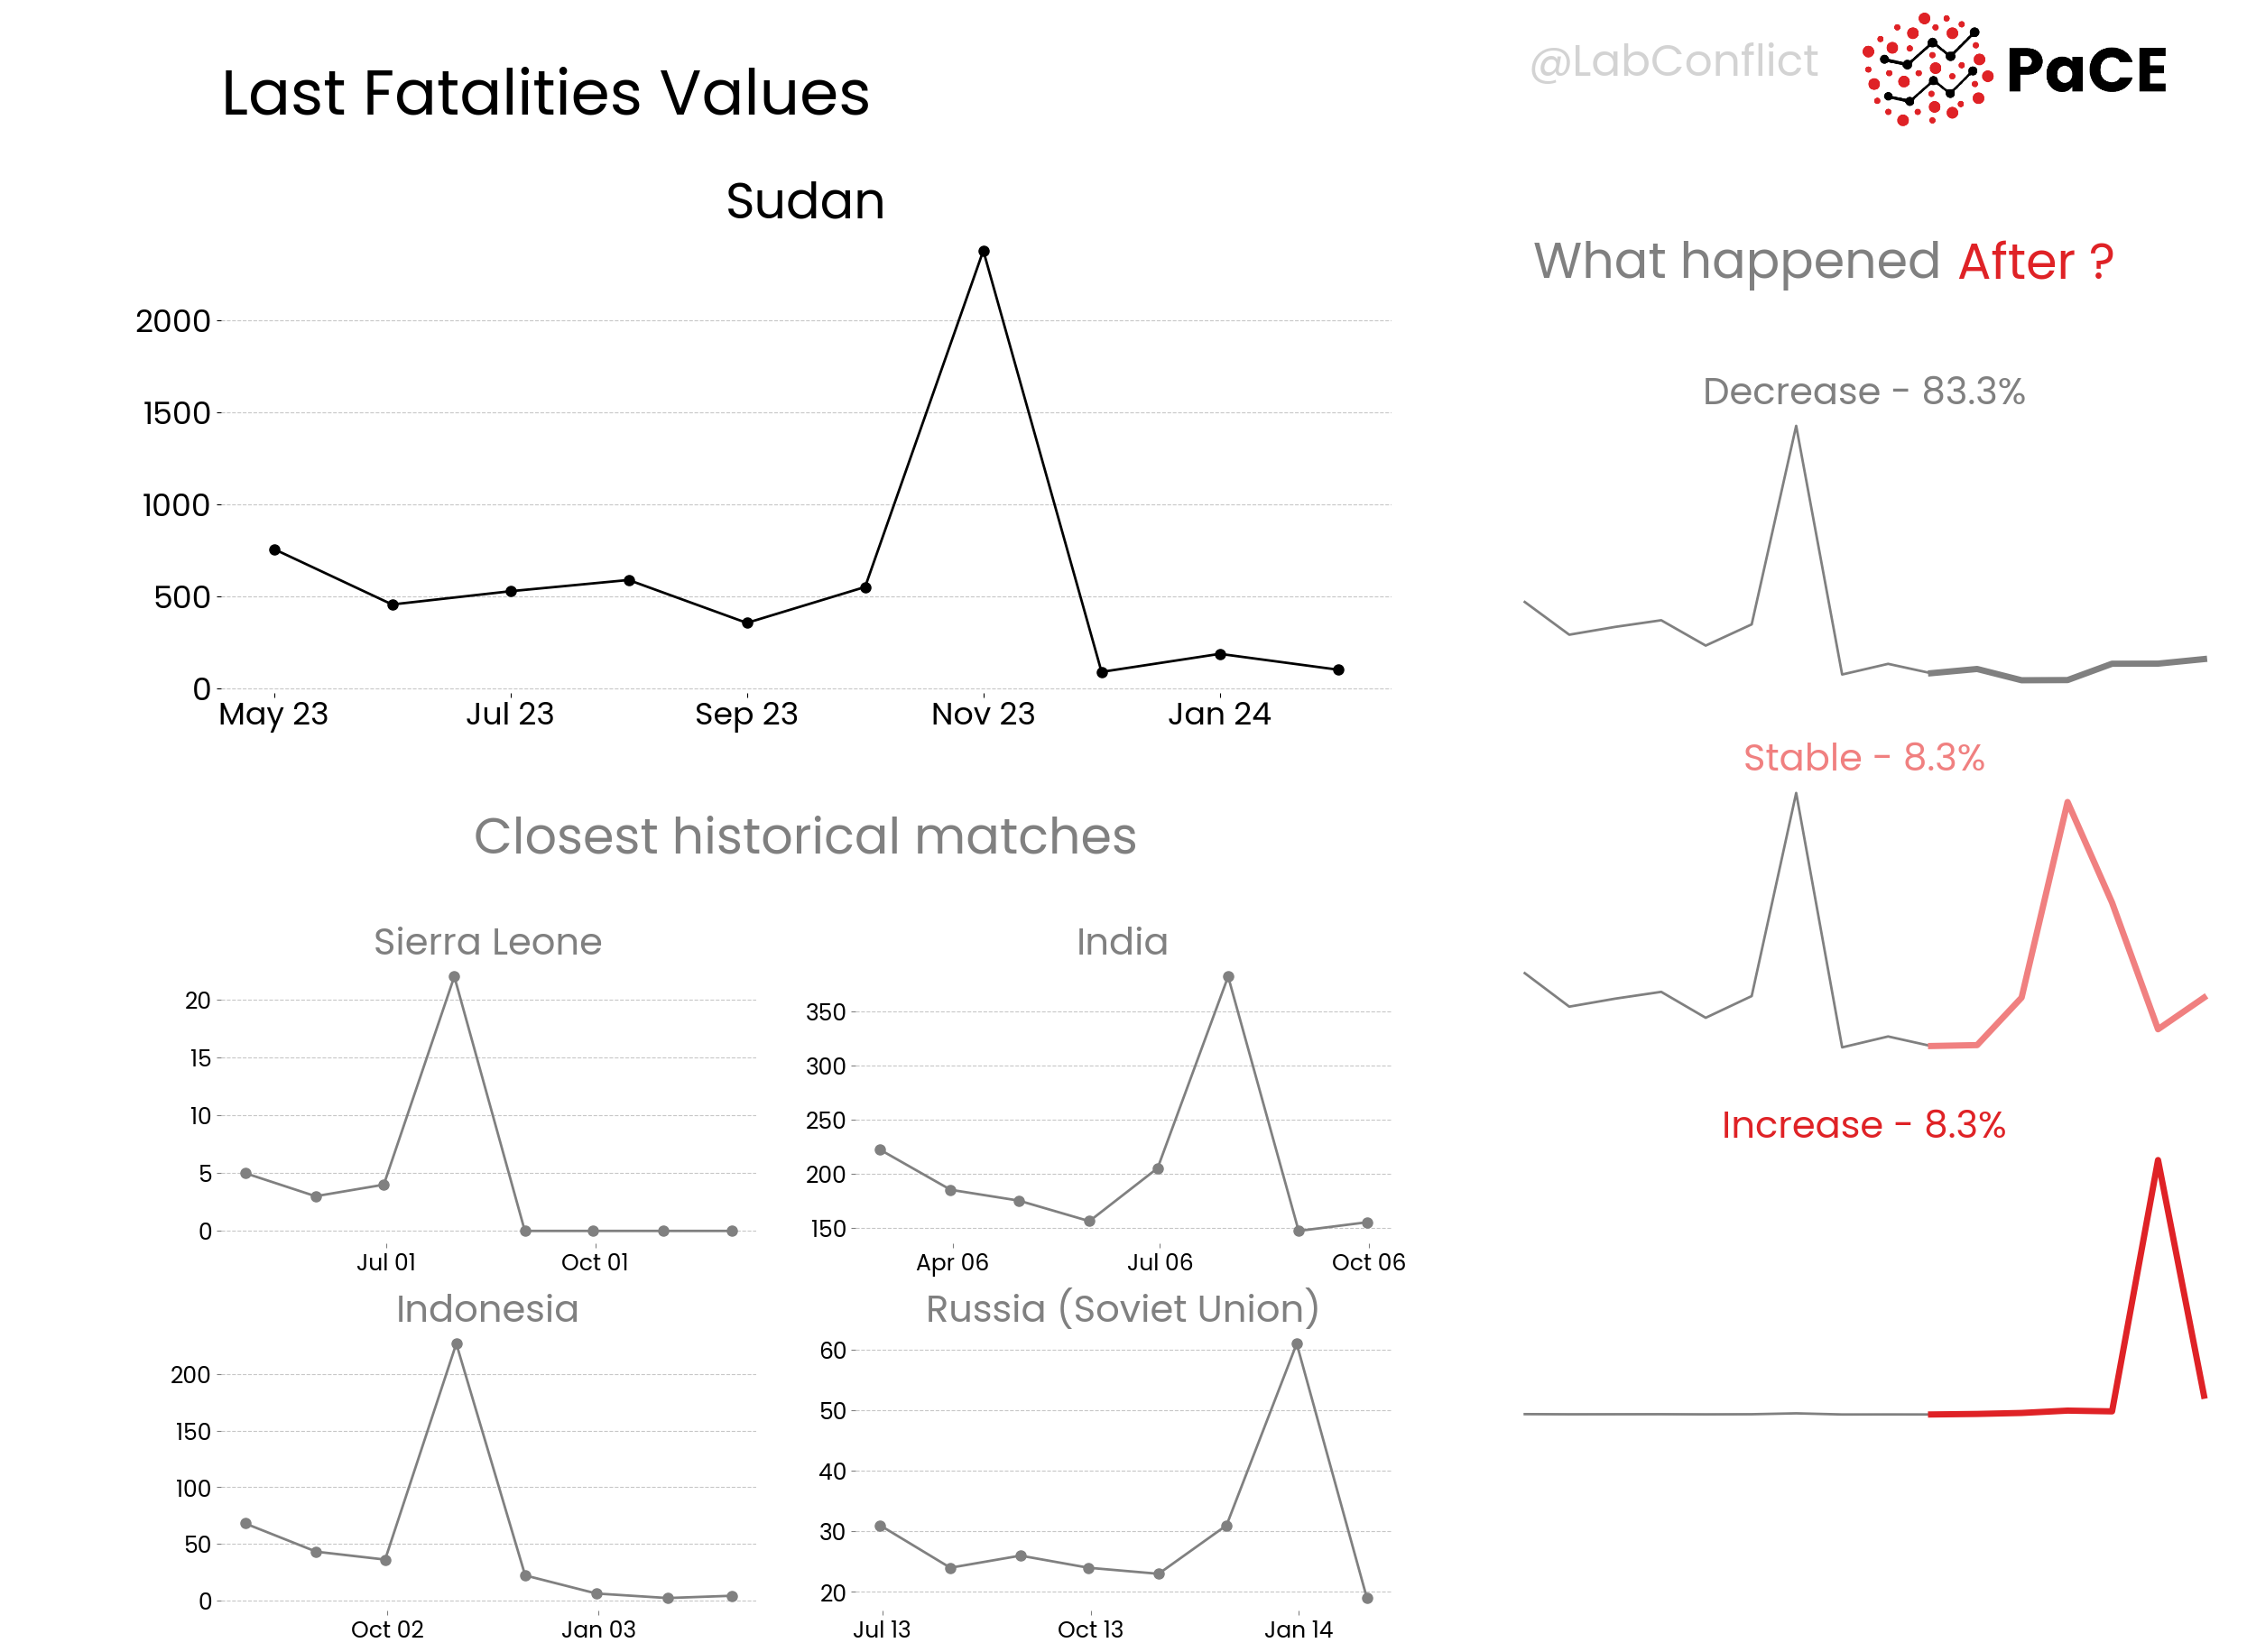 @LabConflict
PaCE
Last Fatalities Values
Sudan
2000
1500
1000
500
0
May 23 Jul 23 Sep 23 Nov 23 Jan 24
What happened After ?
Decrease - 83.3%
Stable - 8.3%
Increase - 8.3%
Closest historical matches
Sierra Leone
20
15
10
5
0
Jul 01 Oct 01
India
350
300
250
200
150
Apr 06 Jul 06 Oct 06
Indonesia
200
150
100
50
0
Oct 02 Jan 03
Russia (Soviet Union)
60
50
40
30
20
Jul 13 Oct 13 Jan 14